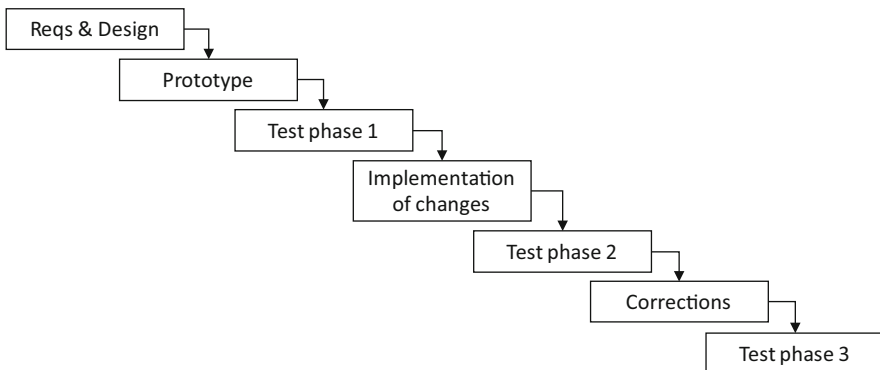 Reqs & Design
Prototype
Test phase 1
Implementation
of changes
Test phase 2
Corrections
Test phase 3